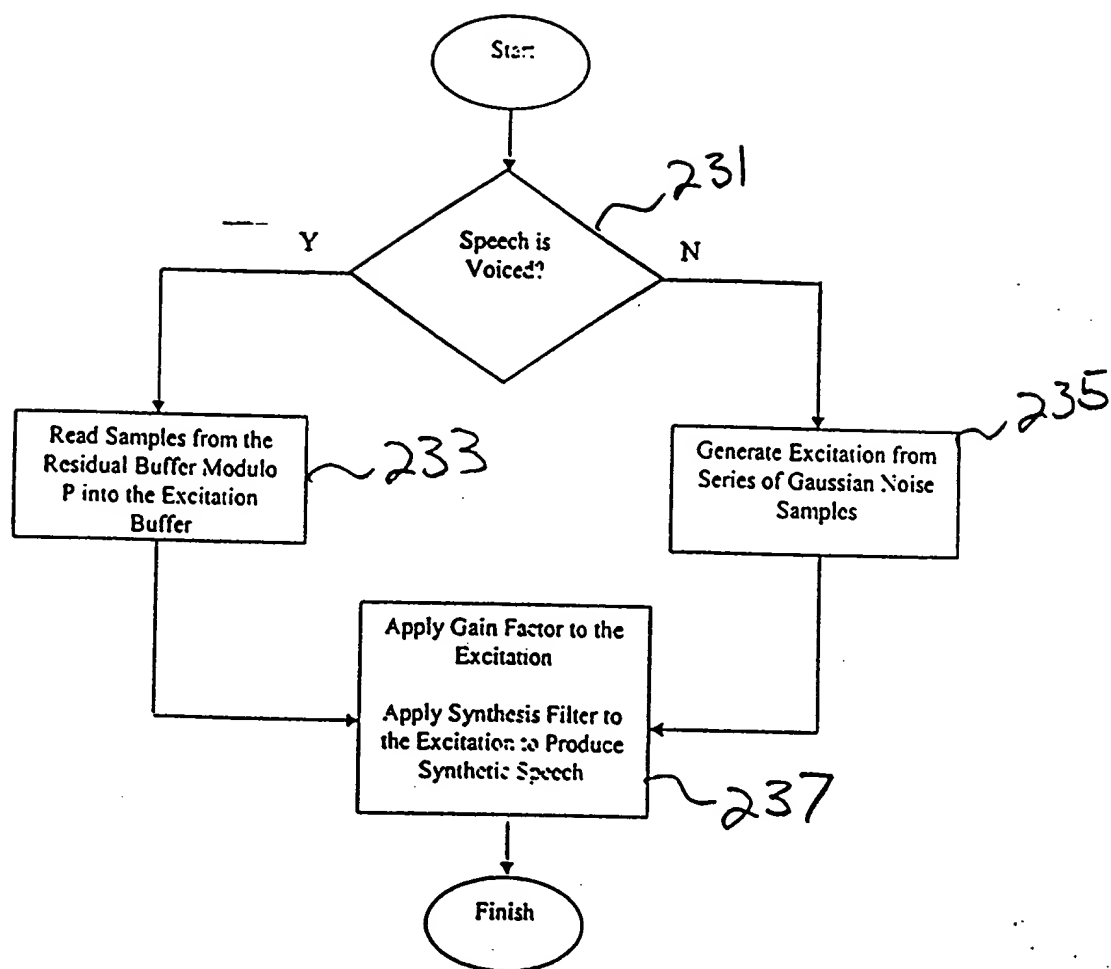 Start
231
Y
Speech is
Voiced?
N
235
Read Samples from the
Residual Buffer Modulo
P into the Excitation
Buffer
233
Generate Excitation from
Series of Gaussian Noise
Samples
Apply Gain Factor to the
Excitation
Apply Synthesis Filter to
the Excitation to Produce
Synthetic Speech
237
Finish